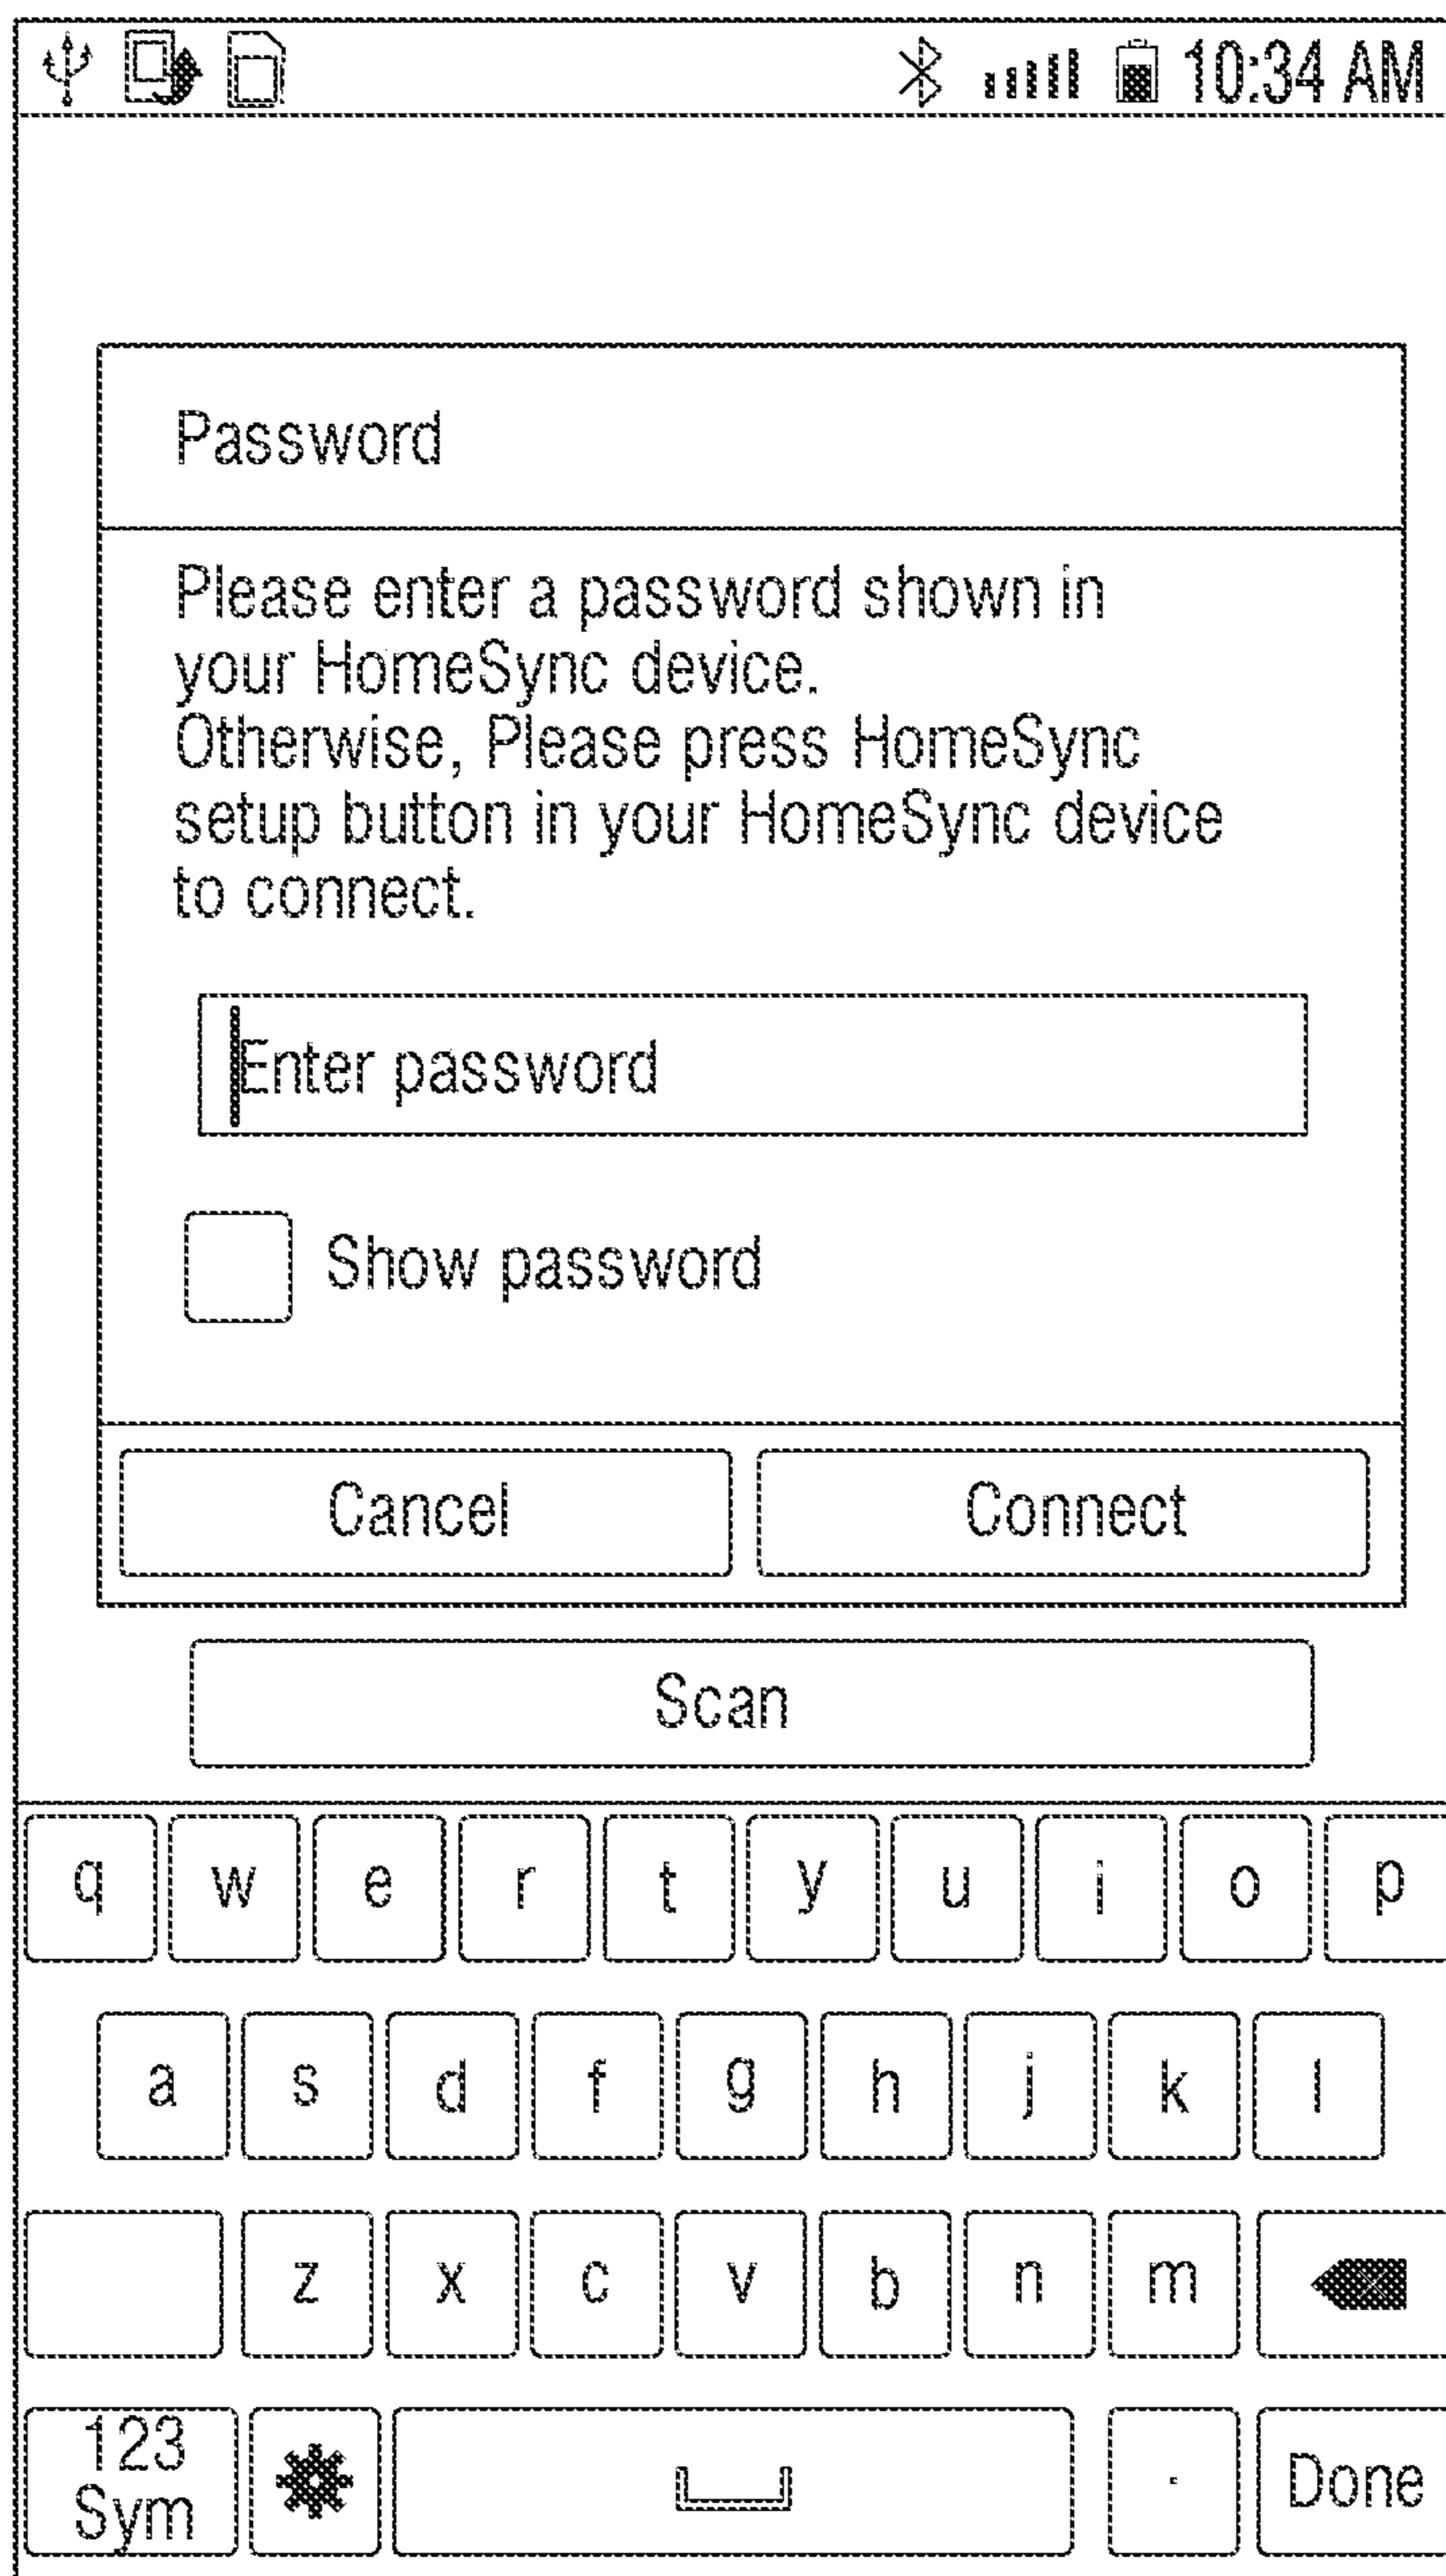 10:34 AM
Password
Please enter a password shown in
your HomeSync device.
Otherwise, Please press HomeSync
setup button in your HomeSync device
to connect.
Enter password
Show password
Cancel Connect
Scan
q w e r t y u i o p
a s d f g h j k l
z x c v b n m
123
Sym
. Done